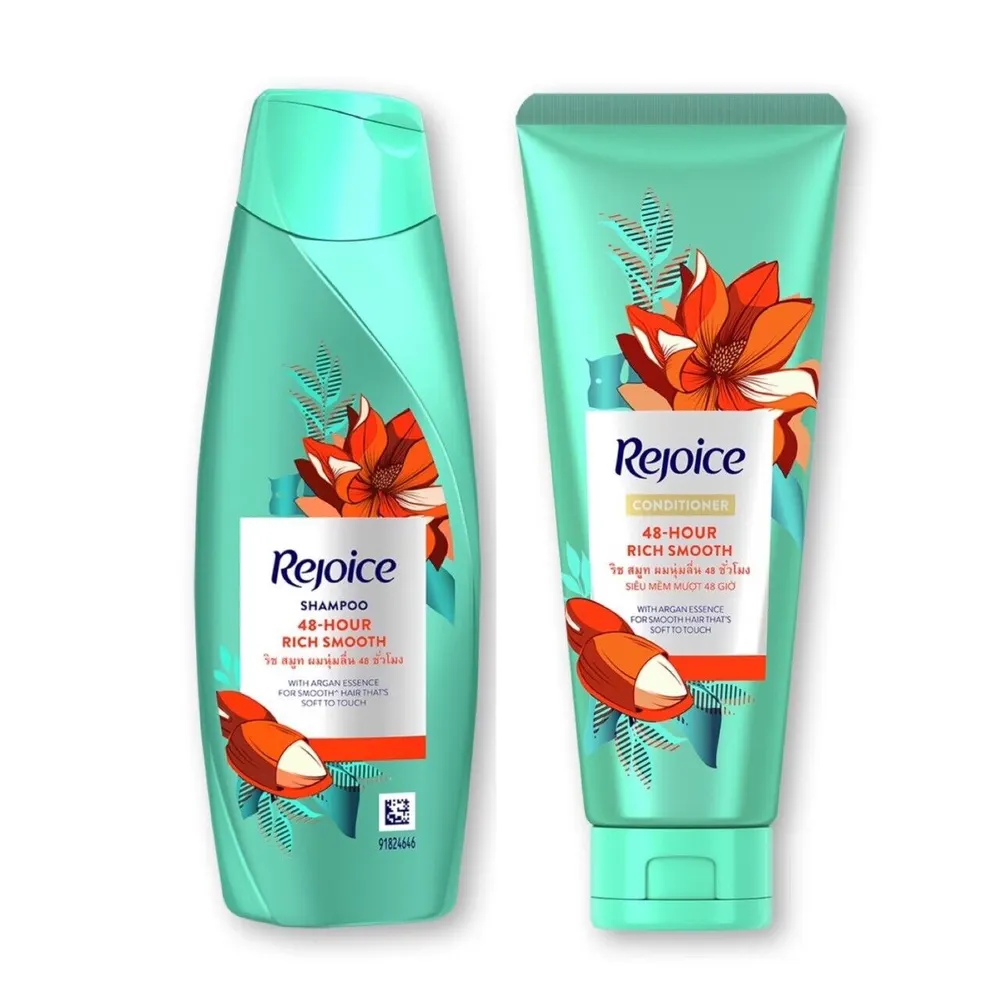 Rejoice
SHAMPOO
48-HOUR
RICH SMOOTH
ริช สมูท ผมนุ่มลื่น 48 ชั่วโมง
WITH ARGAN ESSENCE
FOR SMOOTH^ HAIR THAT'S
SOFT TO TOUCH
91824646
Rejoice
CONDITIONER
48-HOUR
RICH SMOOTH
ริช สมูท ผมนุ่มลื่น 48 ชั่วโมง
SIÊU MỀM MƯỢT 48 GIỜ
WITH ARGAN ESSENCE
FOR SMOOTH HAIR THAT'S
SOFT TO TOUCH